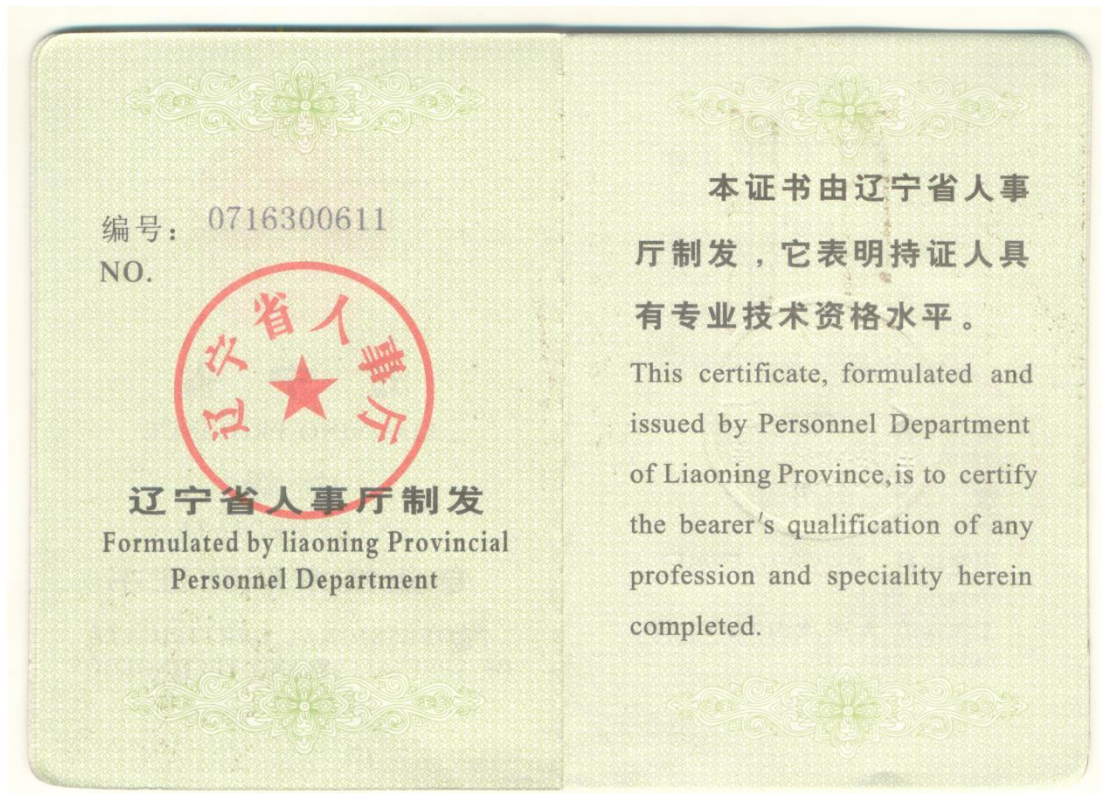 编号： 0716300611
NO.
辽宁省人事厅
辽宁省人事厅制发
Formulated by liaoning Provincial
Personnel Department
本证书由辽宁省人事
厅制发，它表明持证人具
有专业技术资格水平。
This certificate, formulated and
issued by Personnel Department
of Liaoning Province,is to certify
the bearer's qualification of any
profession and speciality herein
completed.